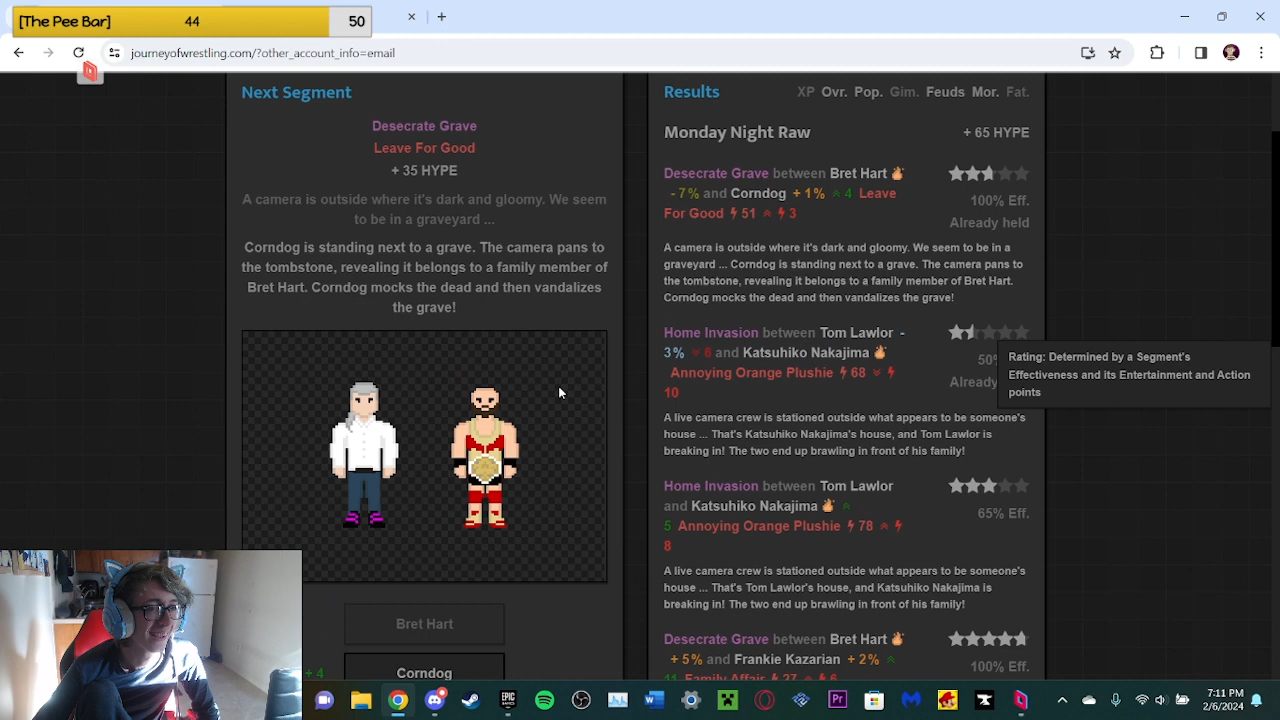 [The Pee Bar] 44 50
journeyofwrestling.com/?other_account_info=email
Next Segment
Desecrate Grave
Leave For Good
+ 35 HYPE
A camera is outside where it's dark and gloomy. We seem
to be in a graveyard ...
Corndog is standing next to a grave. The camera pans to
the tombstone, revealing it belongs to a family member of
Bret Hart. Corndog mocks the dead and then vandalizes
the grave!
Bret Hart
+ 4
Corndog
Results XP Ovr. Pop. Gim. Feuds Mor. Fat.
Monday Night Raw + 65 HYPE
Desecrate Grave between Bret Hart
- 7% and Corndog + 1% 4 Leave
For Good 51 3
100% Eff.
Already held
A camera is outside where it's dark and gloomy. We seem to be in a
graveyard ... Corndog is standing next to a grave. The camera pans to
the tombstone, revealing it belongs to a family member of Bret Hart.
Corndog mocks the dead and then vandalizes the grave!
Home Invasion between Tom Lawlor -
3% 6 and Katsuhiko Nakajima
Annoying Orange Plushie 68
10
50%
Already
Rating: Determined by a Segment's
Effectiveness and its Entertainment and Action
points
A live camera crew is stationed outside what appears to be someone's
house ... That's Katsuhiko Nakajima's house, and Tom Lawlor is
breaking in! The two end up brawling in front of his family!
Home Invasion between Tom Lawlor
and Katsuhiko Nakajima
5 Annoying Orange Plushie 78
8
65% Eff.
A live camera crew is stationed outside what appears to be someone's
house ... That's Tom Lawlor's house, and Katsuhiko Nakajima is
breaking in! The two end up brawling in front of his family!
Desecrate Grave between Bret Hart
+ 5% and Frankie Kazarian + 2%
11 Family Affair 27 6
100% Eff.
EPIC GAMES
Pr
7:11 PM
2/6/2024